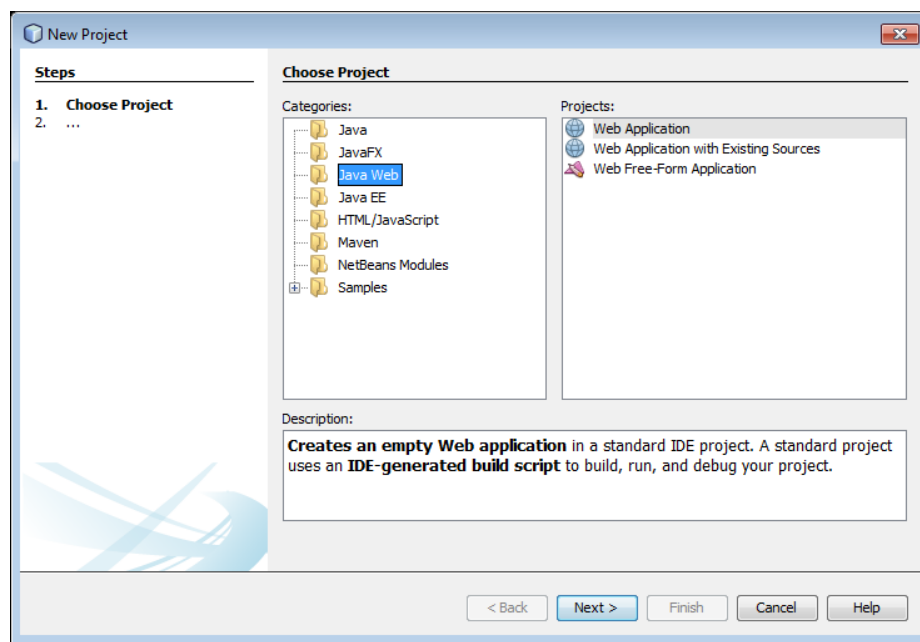 New Project
Steps
1. Choose Project
2. ...
Choose Project
Categories:
Java
JavaFX
Java Web
Java EE
HTML/JavaScript
Maven
NetBeans Modules
Samples
Projects:
Web Application
Web Application with Existing Sources
Web Free-Form Application
Description:
Creates an empty Web application in a standard IDE project. A standard project
uses an IDE-generated build script to build, run, and debug your project.
< Back
Next >
Finish
Cancel
Help